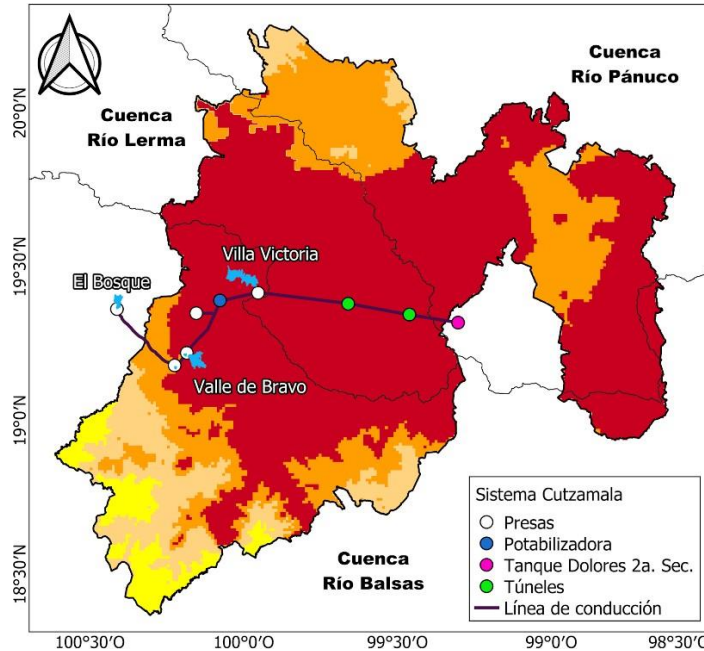 Cuenca
Río Pánuco
Cuenca
Río Lerma
Villa Victoria
El Bosque
Valle de Bravo
Cuenca
Río Balsas
Sistema Cutzamala
Presas
Potabilizadora
Tanque Dolores 2a. Sec.
Túneles
Línea de conducción
20°0'N
19°30'N
19°0'N
18°30'N
100°30'O
100°0'O
99°30'O
99°0'O
98°30'O